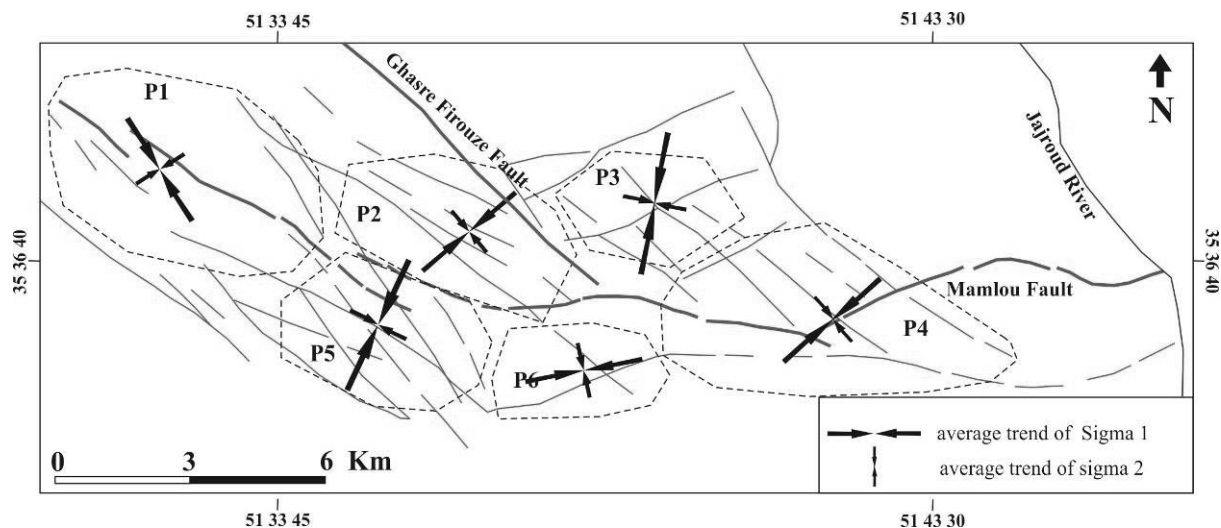 51 33 45
51 43 30
P1
Ghasre Firouze Fault
N
Jajroud River
P3
P2
35 36 40
35 36 40
Mamlou Fault
P4
P5
P6
average trend of Sigma 1
0 3 6 Km
average trend of sigma 2
51 33 45
51 43 30